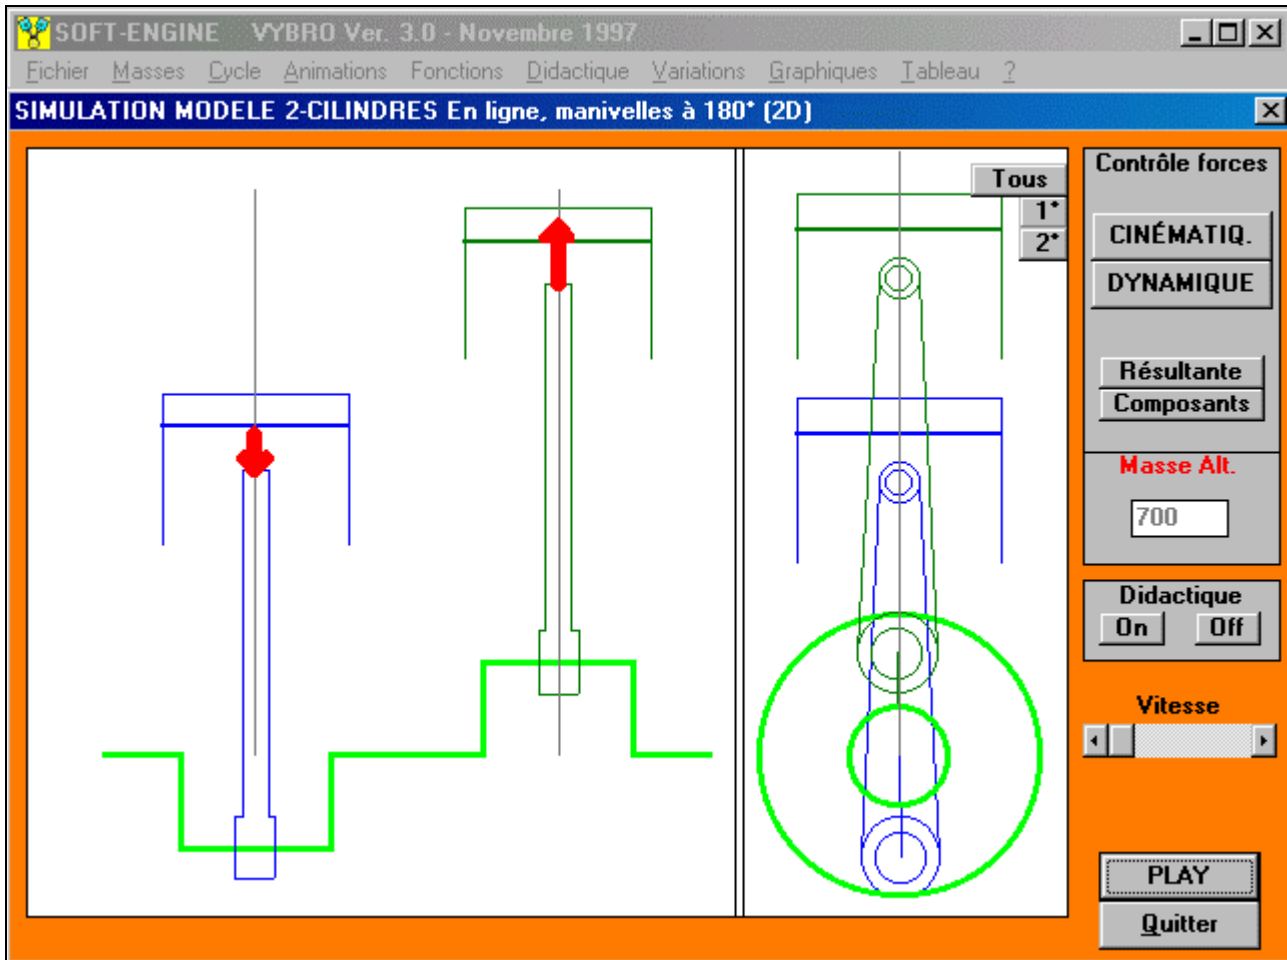 SOFT-ENGINE VYBRO Ver. 3.0 - Novembre 1997
Fichier Masses Cycle Animations Fonctions Didactique Variations Graphiques Tableau ?
SIMULATION MODELE 2-CILINDRES En ligne, manivelles à 180° (2D)
Tous
1°
2°
Contrôle forces
CINÉMATIQ.
DYNAMIQUE
Résultante
Composants
Masse Alt.
700
Didactique
On Off
Vitesse
PLAY
Quitter